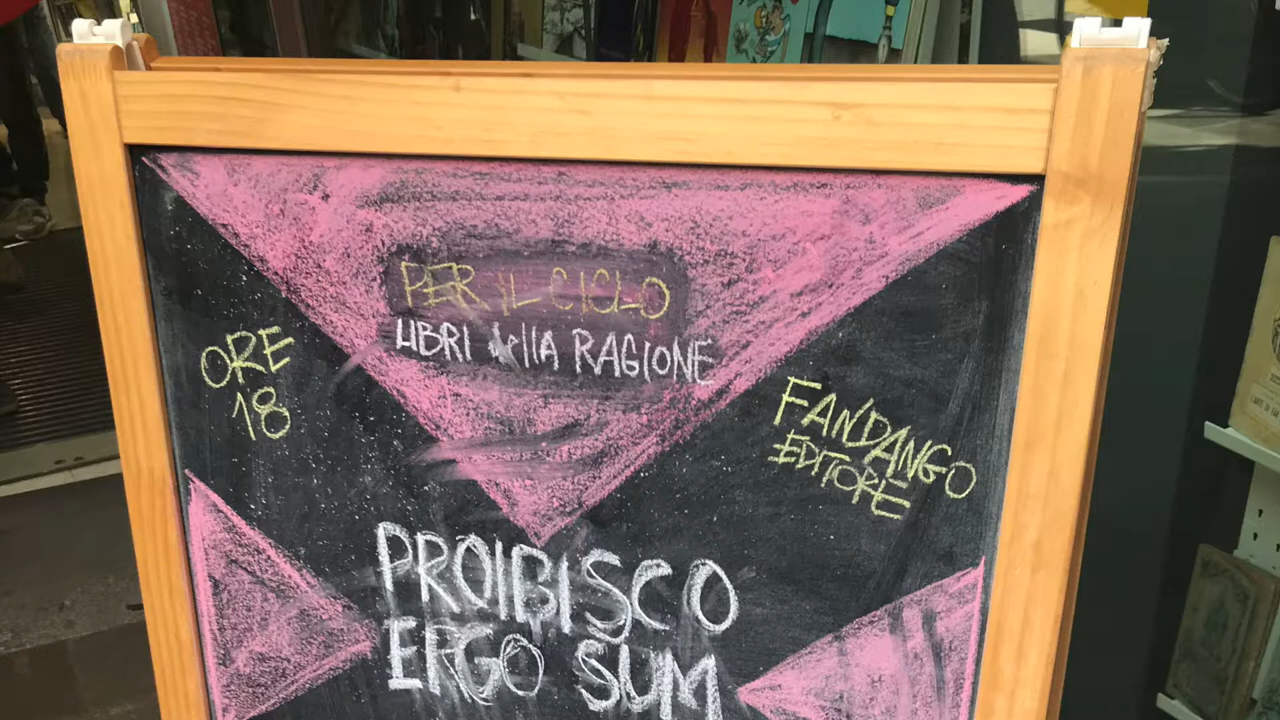 PER IL CICLO
LIBRI dellA RAGIONE
ORE
18
FANDANGO
EDITORE
PROIBISCO
ERGO SUM